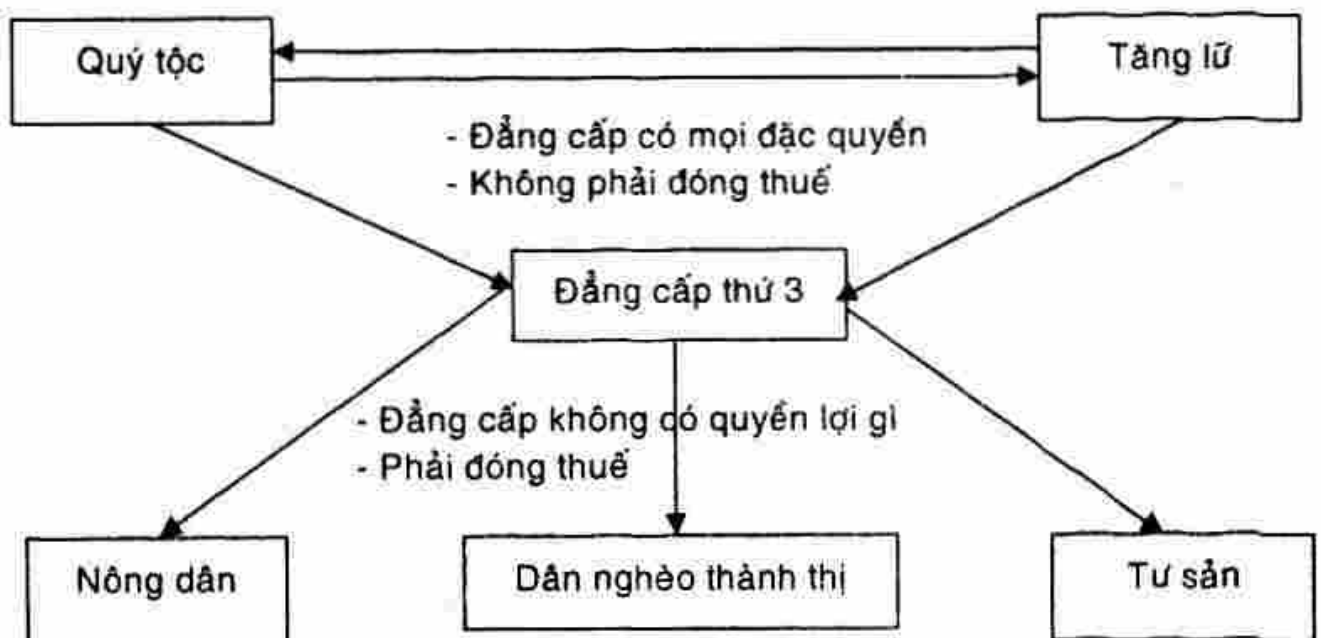 Quý tộc
Tăng lữ
- Đẳng cấp có mọi đặc quyền
- Không phải đóng thuế
Đẳng cấp thứ 3
- Đẳng cấp không có quyền lợi gì
- Phải đóng thuế
Nông dân
Dân nghèo thành thị
Tư sản